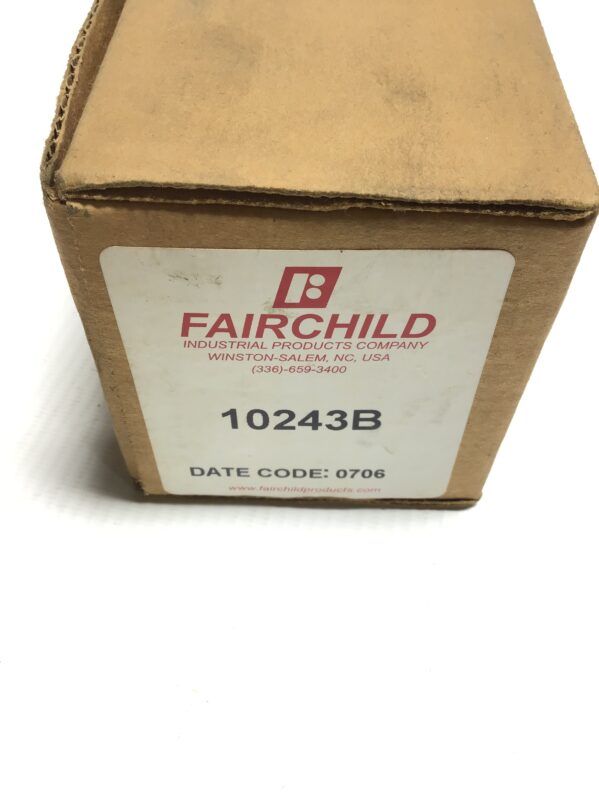 FAIRCHILD
INDUSTRIAL PRODUCTS COMPANY
WINSTON-SALEM, NC, USA
(336)-659-3400
10243B
DATE CODE: 0706
www.fairchildproducts.com